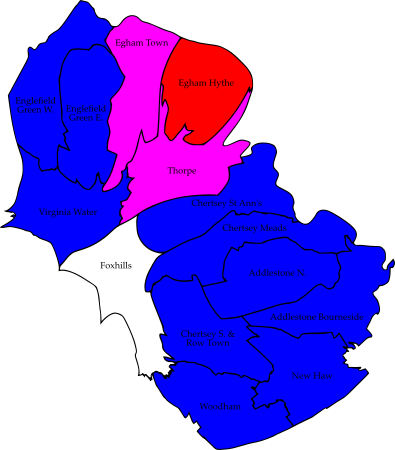 Egham Town
Egham Hythe
Englefield
Green W.
Englefield
Green E.
Thorpe
Virginia Water
Chertsey St Ann's
Chertsey Meads
Foxhills
Addlestone N.
Addlestone Bourneside
Chertsey S. &
Row Town
New Haw
Woodham